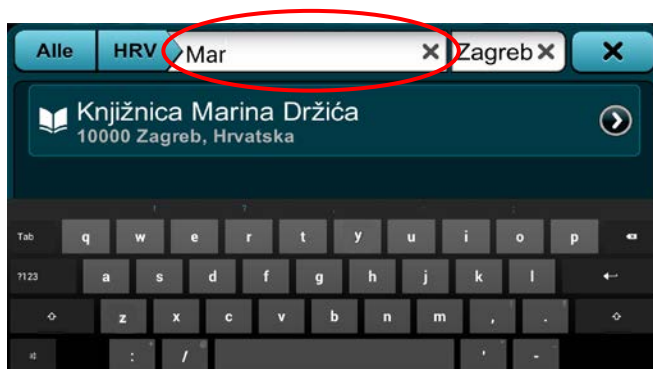 Alle HRV Mar Zagreb
Knjižnica Marina Držića
10000 Zagreb, Hrvatska
Tab q w e r t y u i o p
?123 a s d f g h j k l
z x c v b n m , .
: / ' -